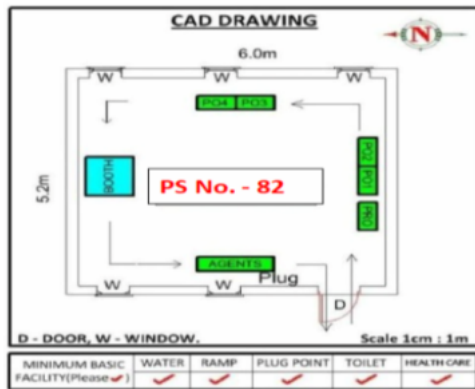 CAD DRAWING
N
6.0m
W W W
PO4 PO3
5.2m
BOOTH
PS No. - 82
PO2
PO1
PRO
AGENTS
Plug
W W
D
D - DOOR, W - WINDOW.
Scale 1cm : 1m
MINIMUM BASIC FACILITY(Please✓) WATER RAMP PLUG POINT TOILET HEALTH CARE
✓ ✓ ✓ ✓ ✓